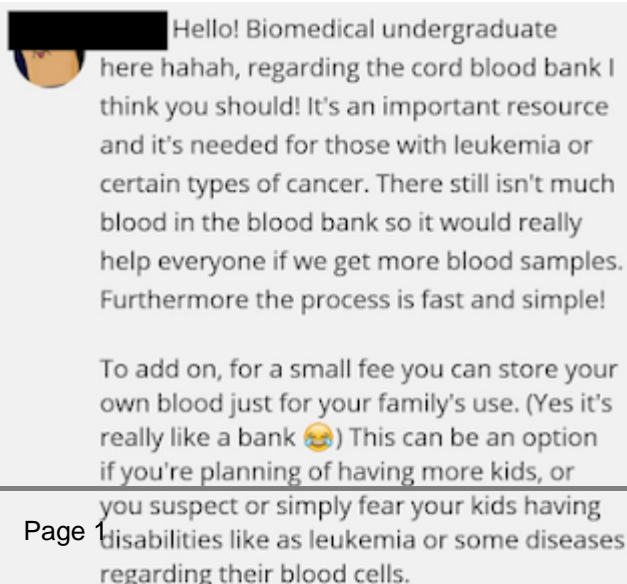 Hello! Biomedical undergraduate
here hahah, regarding the cord blood bank I
think you should! It's an important resource
and it's needed for those with leukemia or
certain types of cancer. There still isn't much
blood in the blood bank so it would really
help everyone if we get more blood samples.
Furthermore the process is fast and simple!
To add on, for a small fee you can store your
own blood just for your family's use. (Yes it's
really like a bank 😂) This can be an option
if you're planning of having more kids, or
you suspect or simply fear your kids having
Page 1
disabilities like as leukemia or some diseases
regarding their blood cells.